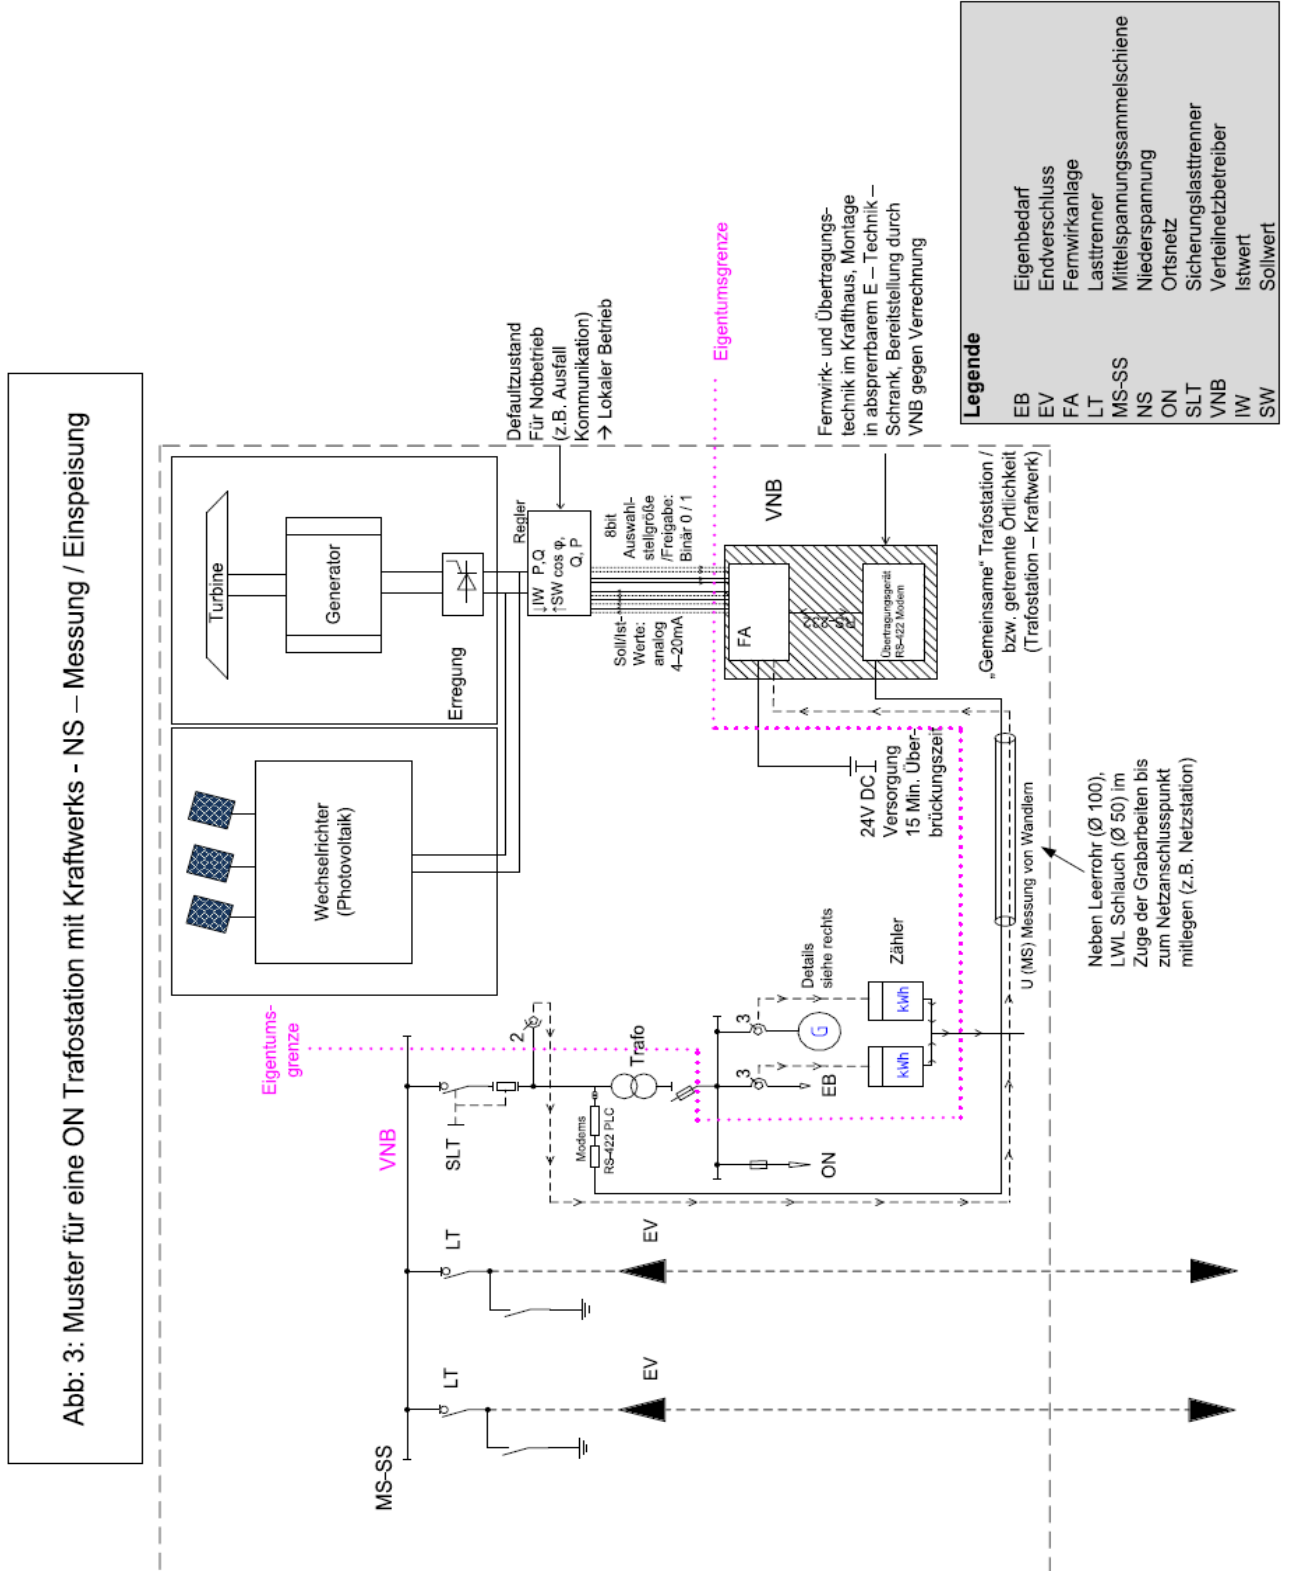 Abb: 3: Muster für eine ON Trafostation mit Kraftwerks - NS – Messung / Einspeisung
MS-SS
VNB
LT
LT
SLT
EV
EV
Eigentums-
grenze
2
Modems
RS-422 PLC
Trafo
ON
EB
3
3
G
Details
siehe rechts
Zähler
kWh
kWh
Wechselrichter
(Photovoltaik)
Turbine
Generator
Erregung
Regler
↓IW P,Q
↑SW cos φ,
Q, P
Defaultzustand
Für Notbetrieb
(z.B. Ausfall
Kommunikation)
→ Lokaler Betrieb
Soll/Ist-
Werte:
analog
4–20mA
8bit
Auswahl-
stellgröße
/Freigabe:
Binär 0 / 1
Eigentumsgrenze
FA
RS-232
Übertragungsgerät
RS-422 Modem
VNB
24V DC
Versorgung
15 Min. Über-
brückungszeit
Fernwirk- und Übertragungs-
technik im Krafthaus, Montage
in absperrbarem E – Technik –
Schrank, Bereitstellung durch
VNB gegen Verrechnung
„Gemeinsame“ Trafostation /
bzw. getrennte Örtlichkeit
(Trafostation – Kraftwerk)
U (MS) Messung von Wandlern
Neben Leerrohr (Ø 100),
LWL Schlauch (Ø 50) im
Zuge der Grabarbeiten bis
zum Netzanschlusspunkt
mitlegen (z.B. Netzstation)
Legende
EB Eigenbedarf
EV Endverschluss
FA Fernwirkanlage
LT Lasttrenner
MS-SS Mittelspannungssammelschiene
NS Niederspannung
ON Ortsnetz
SLT Sicherungslasttrenner
VNB Verteilnetzbetreiber
IW Istwert
SW Sollwert